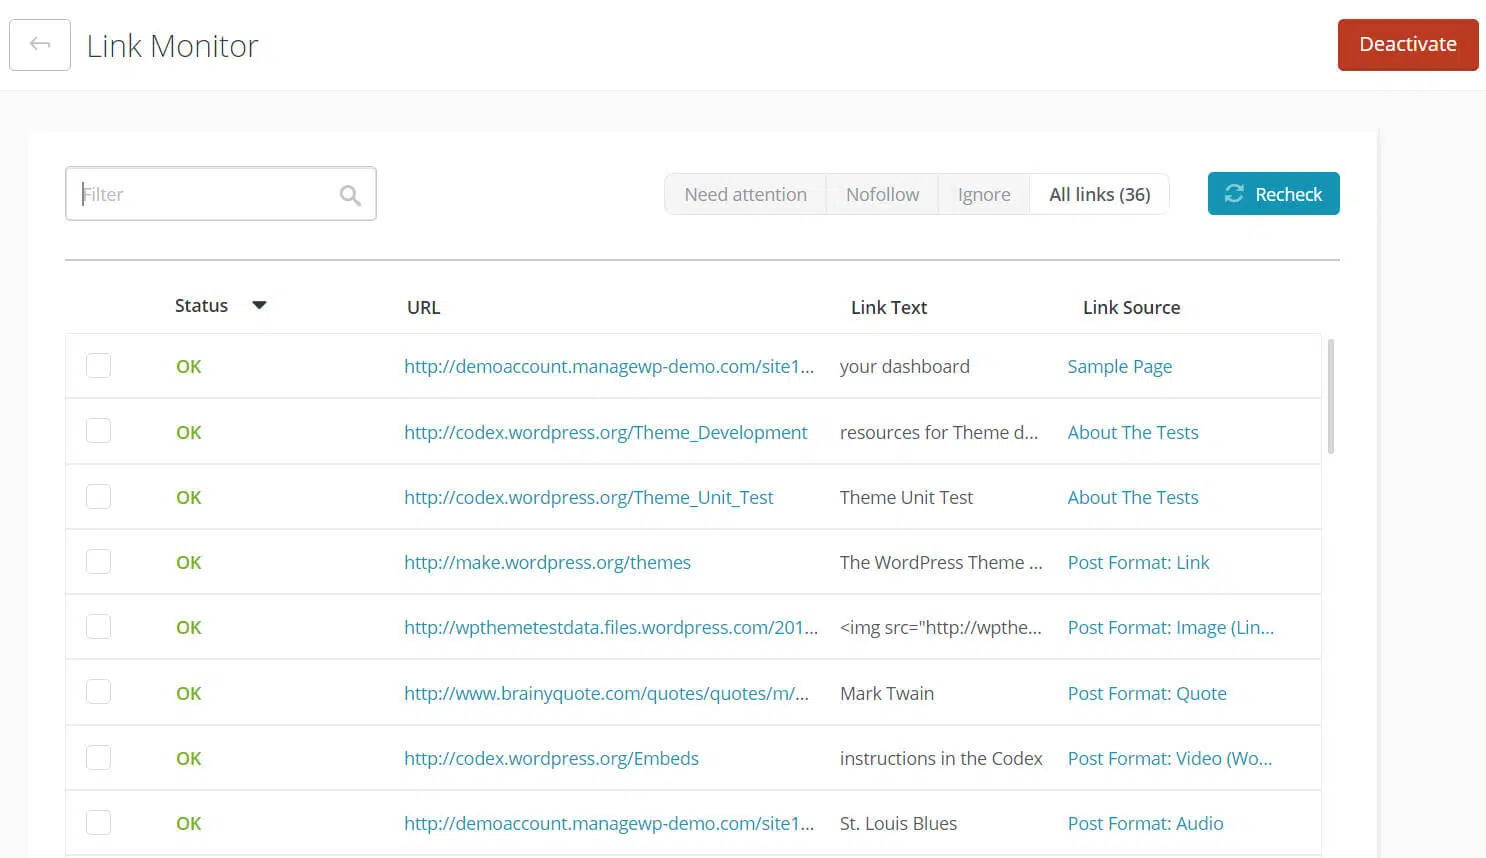 Link Monitor
Deactivate
Filter
Need attention Nofollow Ignore All links (36) Recheck
Status URL Link Text Link Source
OK http://demoaccount.managewp-demo.com/site1... your dashboard Sample Page
OK http://codex.wordpress.org/Theme_Development resources for Theme d... About The Tests
OK http://codex.wordpress.org/Theme_Unit_Test Theme Unit Test About The Tests
OK http://make.wordpress.org/themes The WordPress Theme ... Post Format: Link
OK http://wpthemetestdata.files.wordpress.com/201... <img src="http://wpthe... Post Format: Image (Lin...
OK http://www.brainyquote.com/quotes/quotes/m/... Mark Twain Post Format: Quote
OK http://codex.wordpress.org/Embeds instructions in the Codex Post Format: Video (Wo...
OK http://demoaccount.managewp-demo.com/site1... St. Louis Blues Post Format: Audio